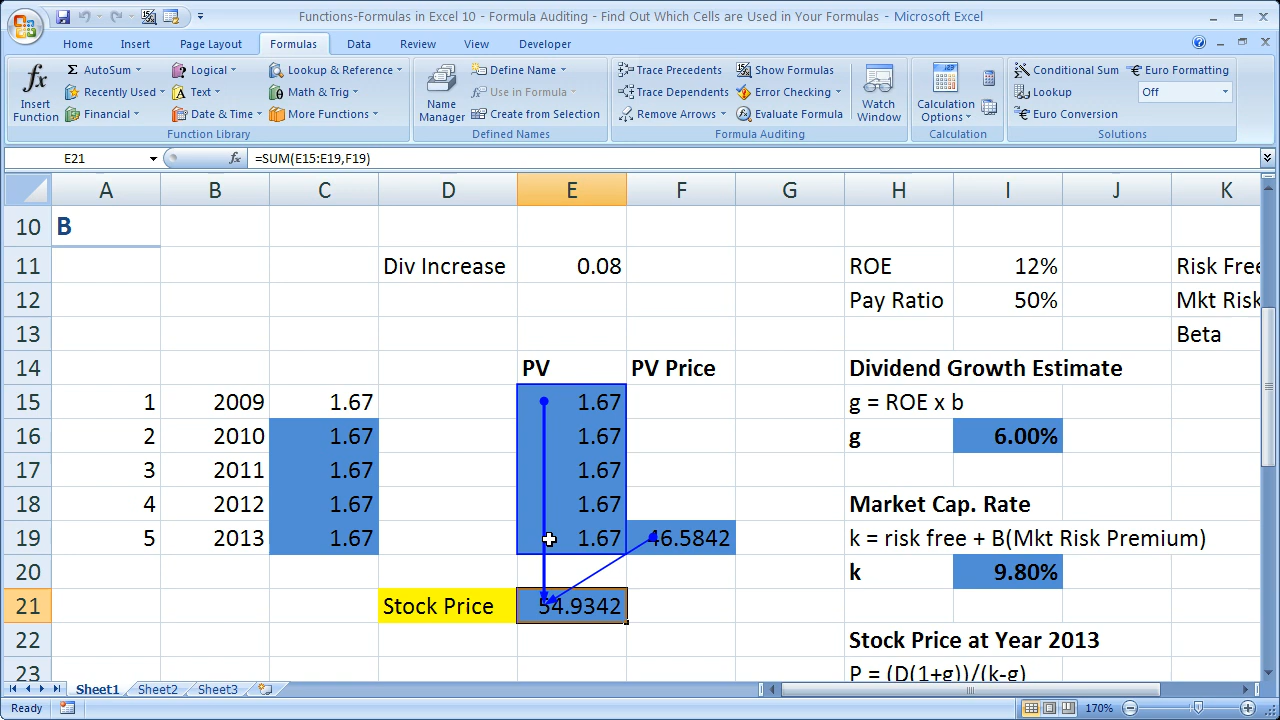 Functions-Formulas in Excel 10 - Formula Auditing - Find Out Which Cells Are Used in Your Formulas - Microsoft Excel
Home Insert Page Layout Formulas Data Review View Developer
fx Σ AutoSum Logical Lookup & Reference Define Name Trace Precedents Show Formulas Conditional Sum Euro Formatting
Insert Function Recently Used Text Math & Trig Name Manager Use in Formula Trace Dependents Error Checking Watch Window Calculation Options Lookup Off
Financial Date & Time More Functions Create from Selection Remove Arrows Evaluate Formula Euro Conversion
Function Library Defined Names Formula Auditing Calculation Solutions
E21 fx =SUM(E15:E19,F19)
A B C D E F G H I J K
10 B
11 Div Increase 0.08 ROE 12% Risk Free
12 Pay Ratio 50% Mkt Risk
13 Beta
14 PV PV Price Dividend Growth Estimate
15 1 2009 1.67 1.67 g = ROE x b
16 2 2010 1.67 1.67 g 6.00%
17 3 2011 1.67 1.67
18 4 2012 1.67 1.67 Market Cap. Rate
19 5 2013 1.67 1.67 46.5842 k = risk free + B(Mkt Risk Premium)
20 k 9.80%
21 Stock Price 54.9342
22 Stock Price at Year 2013
23 P = (D(1+g))/(k-g)
Sheet1 Sheet2 Sheet3
Ready 170%